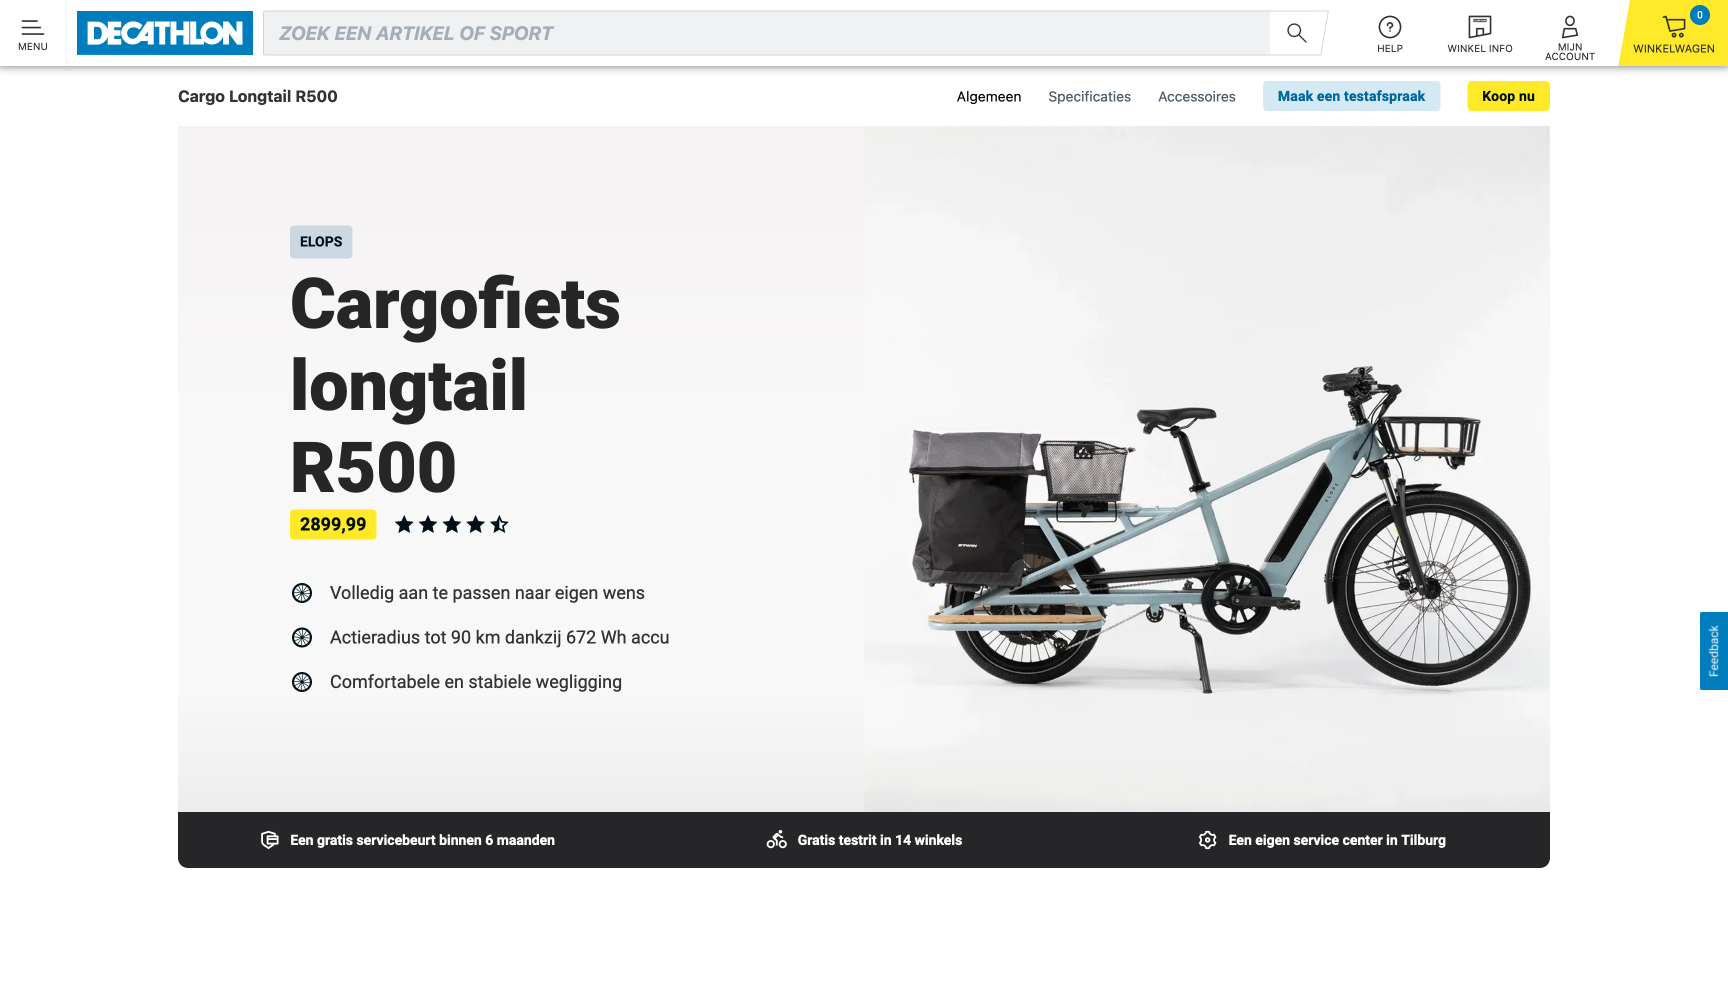 MENU
DECATHLON
ZOEK EEN ARTIKEL OF SPORT
HELP
WINKEL INFO
MIJN
ACCOUNT
0
WINKELWAGEN
Cargo Longtail R500
Algemeen
Specificaties
Accessoires
Maak een testafspraak
Koop nu
ELOPS
Cargofiets
longtail
R500
2899,99
Volledig aan te passen naar eigen wens
Actieradius tot 90 km dankzij 672 Wh accu
Comfortabele en stabiele wegligging
BTWIN
ELOPS
Feedback
Een gratis servicebeurt binnen 6 maanden
Gratis testrit in 14 winkels
Een eigen service center in Tilburg